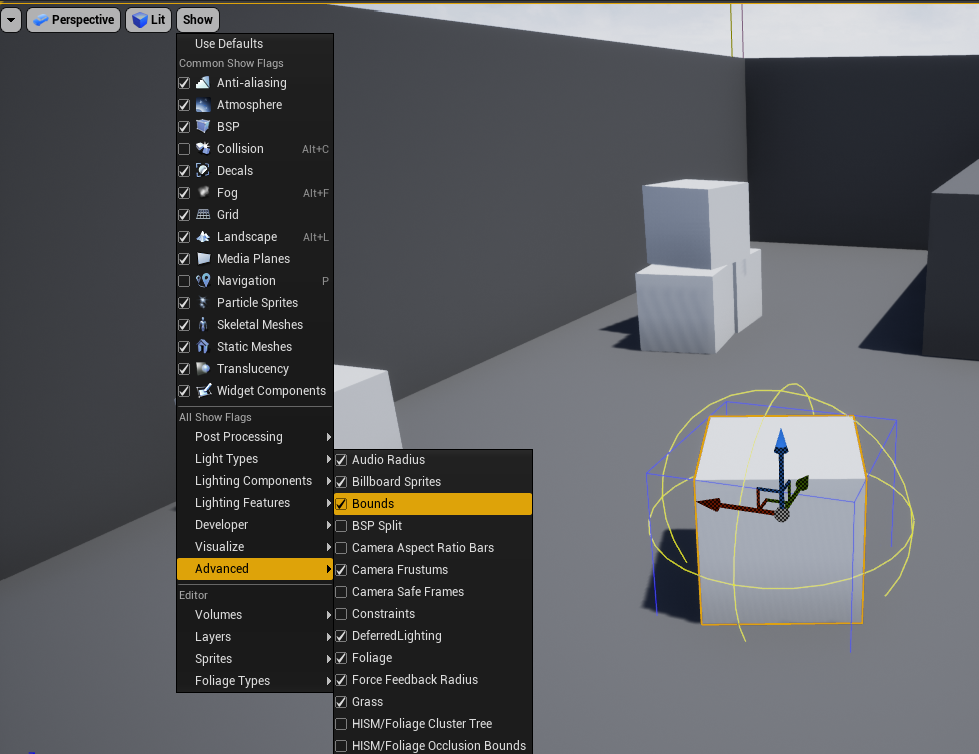 Perspective Lit Show
Use Defaults
Common Show Flags
Anti-aliasing
Atmosphere
BSP
Collision Alt+C
Decals
Fog Alt+F
Grid
Landscape Alt+L
Media Planes
Navigation P
Particle Sprites
Skeletal Meshes
Static Meshes
Translucency
Widget Components
All Show Flags
Post Processing
Light Types
Lighting Components
Lighting Features
Developer
Visualize
Advanced
Editor
Volumes
Layers
Sprites
Foliage Types
Audio Radius
Billboard Sprites
Bounds
BSP Split
Camera Aspect Ratio Bars
Camera Frustums
Camera Safe Frames
Constraints
DeferredLighting
Foliage
Force Feedback Radius
Grass
HISM/Foliage Cluster Tree
HISM/Foliage Occlusion Bounds